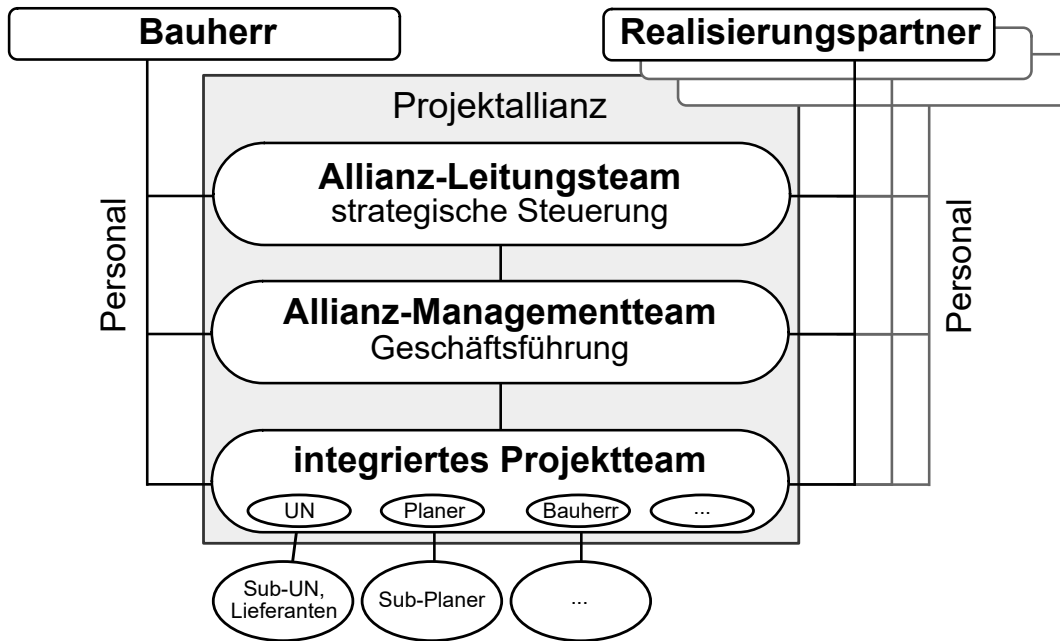 Bauherr
Realisierungspartner
Projektallianz
Allianz-Leitungsteam
strategische Steuerung
Personal
Personal
Allianz-Managementteam
Geschäftsführung
integriertes Projektteam
UN
Planer
Bauherr
...
Sub-UN,
Lieferanten
Sub-Planer
...